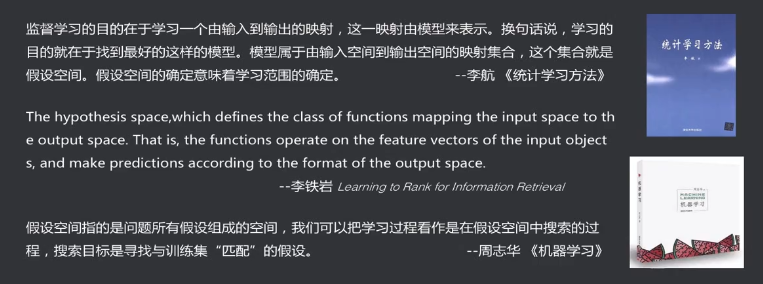 监督学习的目的在于学习一个由输入到输出的映射，这一映射由模型来表示。换句话说，学习的
目的就在于找到最好的这样的模型。模型属于由输入空间到输出空间的映射集合，这个集合就是
假设空间。假设空间的确定意味着学习范围的确定。 --李航 《统计学习方法》
The hypothesis space,which defines the class of functions mapping the input space to th
e output space. That is, the functions operate on the feature vectors of the input object
s, and make predictions according to the format of the output space.
--李铁岩 Learning to Rank for Information Retrieval
假设空间指的是问题所有假设组成的空间，我们可以把学习过程看作是在假设空间中搜索的过
程，搜索目标是寻找与训练集“匹配”的假设。 --周志华 《机器学习》
统计学习方法
李航
MACHINE
LEARNING
机器学习